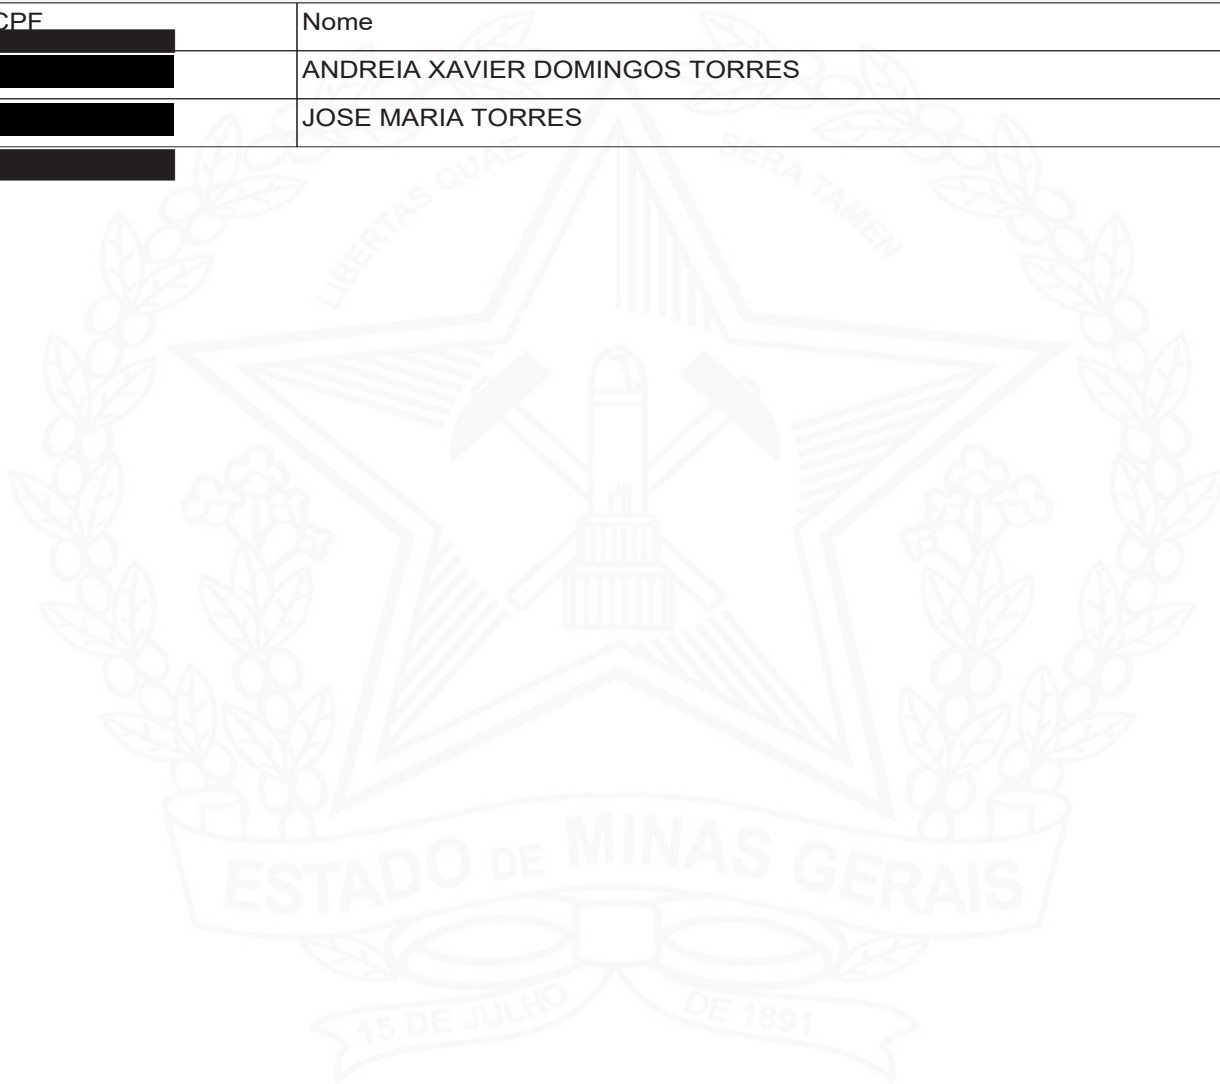 CPF Nome
ANDREIA XAVIER DOMINGOS TORRES
JOSE MARIA TORRES
LIBERTAS QUAE SERA TAMEN
ESTADO DE MINAS GERAIS
15 DE JULHO DE 1891